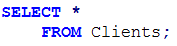 SELECT *
FROM Clients;